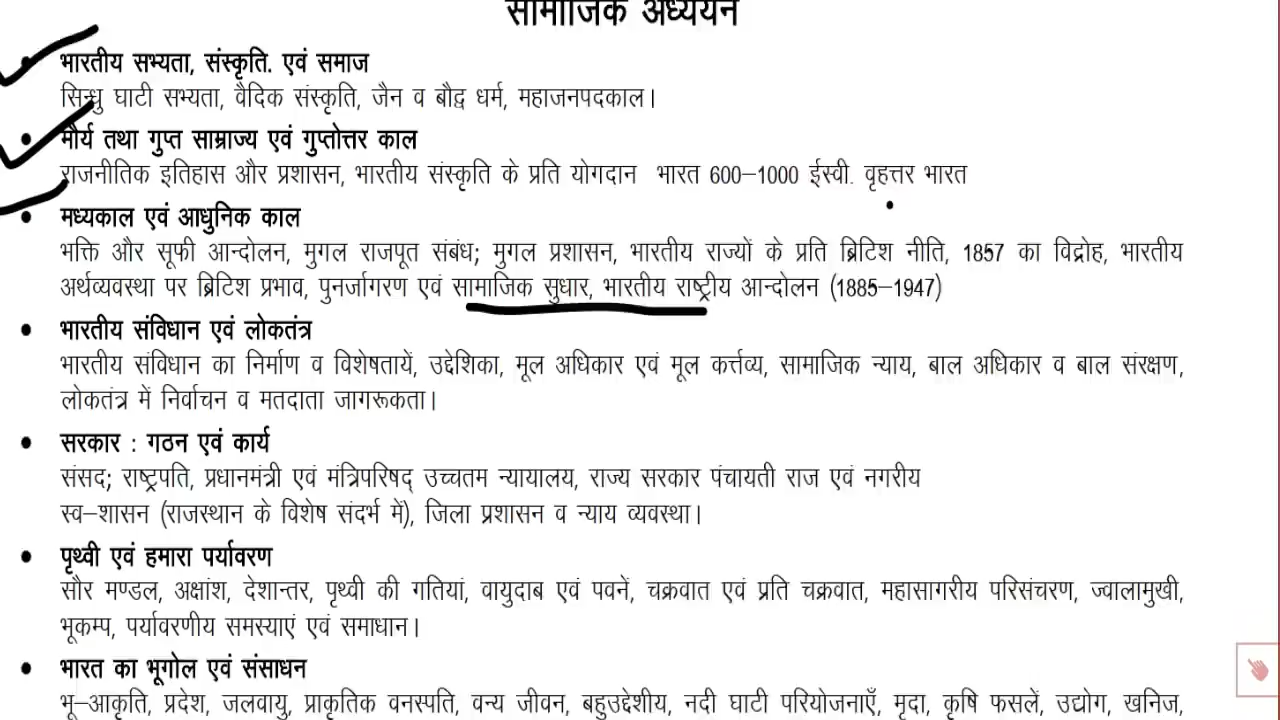 सामाजिक अध्ययन
भारतीय सभ्यता, संस्कृति. एवं समाज
सिन्धु घाटी सभ्यता, वैदिक संस्कृति, जैन व बौद्व धर्म, महाजनपदकाल।
मौर्य तथा गुप्त साम्राज्य एवं गुप्तोत्तर काल
राजनीतिक इतिहास और प्रशासन, भारतीय संस्कृति के प्रति योगदान भारत 600–1000 ईस्वी. वृहत्तर भारत
मध्यकाल एवं आधुनिक काल
भक्ति और सूफी आन्दोलन, मुगल राजपूत संबंध; मुगल प्रशासन, भारतीय राज्यों के प्रति ब्रिटिश नीति, 1857 का विद्रोह, भारतीय
अर्थव्यवस्था पर ब्रिटिश प्रभाव, पुनर्जागरण एवं सामाजिक सुधार, भारतीय राष्ट्रीय आन्दोलन (1885–1947)
भारतीय संविधान एवं लोकतंत्र
भारतीय संविधान का निर्माण व विशेषतायें, उद्देशिका, मूल अधिकार एवं मूल कर्त्तव्य, सामाजिक न्याय, बाल अधिकार व बाल संरक्षण,
लोकतंत्र में निर्वाचन व मतदाता जागरूकता।
सरकार : गठन एवं कार्य
संसद; राष्ट्रपति, प्रधानमंत्री एवं मंत्रिपरिषद् उच्चतम न्यायालय, राज्य सरकार पंचायती राज एवं नगरीय
स्व–शासन (राजस्थान के विशेष संदर्भ में), जिला प्रशासन व न्याय व्यवस्था।
पृथ्वी एवं हमारा पर्यावरण
सौर मण्डल, अक्षांश, देशान्तर, पृथ्वी की गतियां, वायुदाब एवं पवनें, चक्रवात एवं प्रति चक्रवात, महासागरीय परिसंचरण, ज्वालामुखी,
भूकम्प, पर्यावरणीय समस्याएं एवं समाधान।
भारत का भूगोल एवं संसाधन
भू–आकृति, प्रदेश, जलवायु, प्राकृतिक वनस्पति, वन्य जीवन, बहुउद्देशीय, नदी घाटी परियोजनाएँ, मृदा, कृषि फसलें, उद्योग, खनिज,